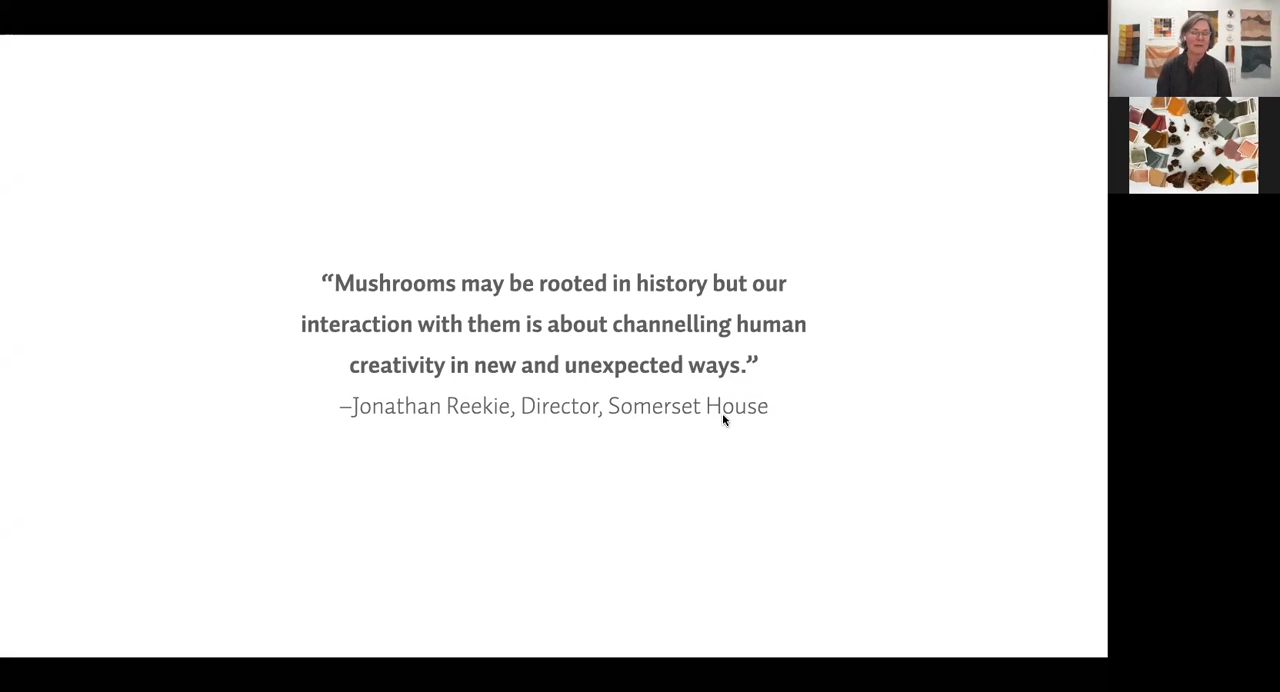 “Mushrooms may be rooted in history but our
interaction with them is about channelling human
creativity in new and unexpected ways.”
–Jonathan Reekie, Director, Somerset House